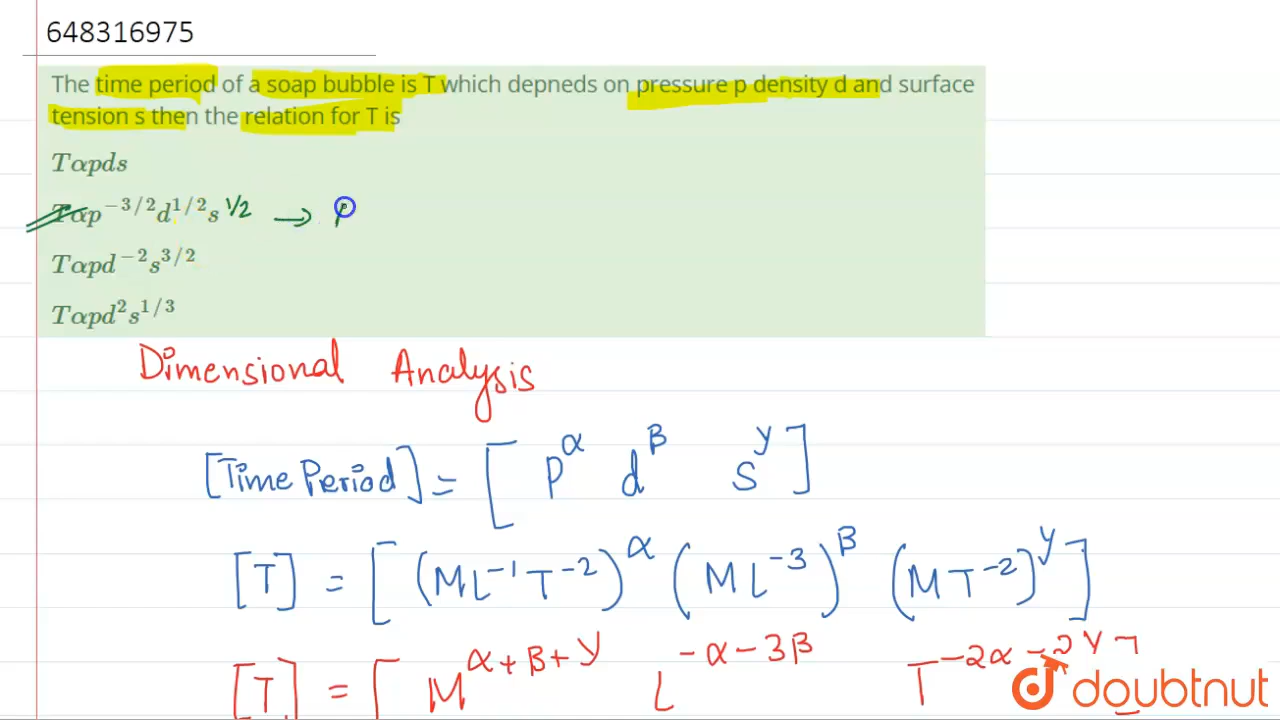 648316975
The time period of a soap bubble is T which depneds on pressure p density d and surface
tension s then the relation for T is
Tαpds
Tαp^{-3/2}d^{1/2}s^{1/2} → P
Tαpd^{-2}s^{3/2}
Tαpd^{2}s^{1/3}
Dimensional Analysis
[Time Period] = [P^α d^β S^γ]
[T] = [(ML^{-1}T^{-2})^α (ML^{-3})^β (MT^{-2})^γ]
[T] = [M^{α+β+γ} L^{-α-3β} T^{-2α-2γ}]
doubtnut